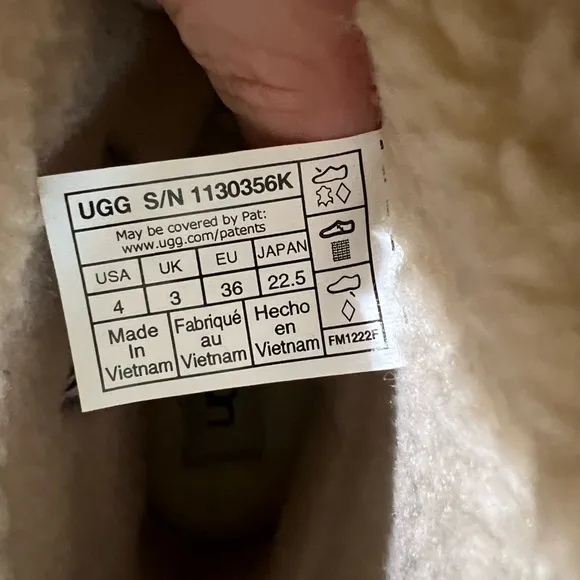 UGG S/N 1130356K
May be covered by Pat:
www.ugg.com/patents
USA UK EU JAPAN
4 3 36 22.5
Made In Vietnam
Fabriqué au Vietnam
Hecho en Vietnam
FM1222F